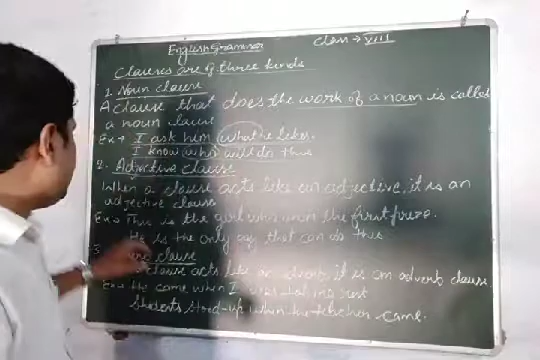 English Grammar Class → VIII
Clauses are of three kinds
1. Noun clause
A clause that does the work of a noun is called
a noun lause
Ex → I ask him what he likes.
I know who will do this
2. Adjective clause
When a clause acts like an adjective, it is an
adjective clause
Ex → This is the girl who won the first prize.
He is the only that can do this
3. clause
clause acts like an adverb it is an adverb clause.
Ex → He came when I was taking rest
Students stood up when the teacher came.